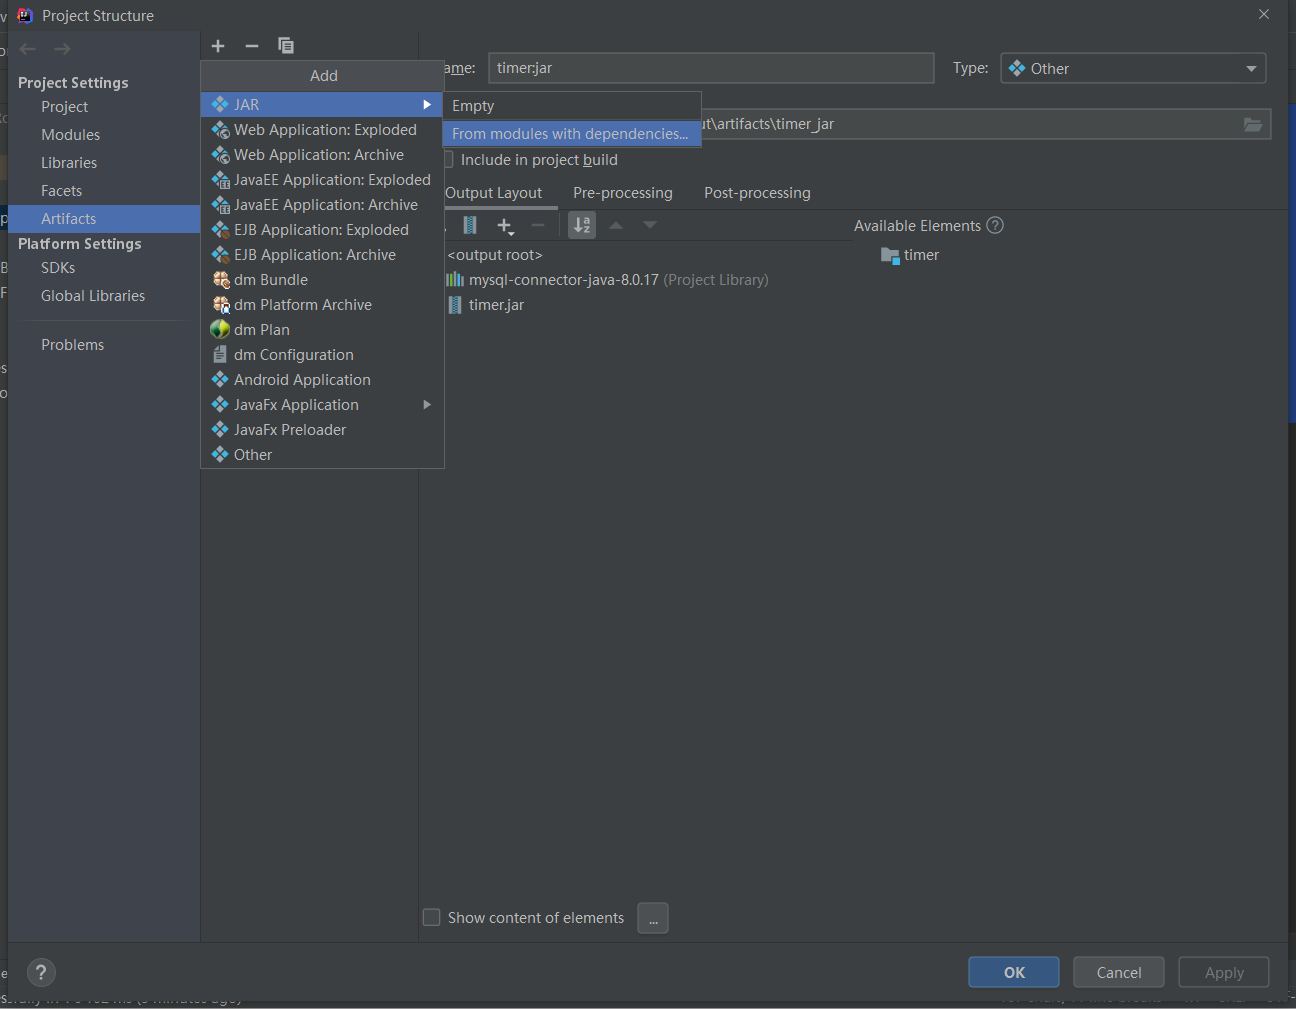 Project Structure
Project Settings
Project
Modules
Libraries
Facets
Artifacts
Platform Settings
SDKs
Global Libraries
Problems
Add
JAR
Web Application: Exploded
Web Application: Archive
JavaEE Application: Exploded
JavaEE Application: Archive
EJB Application: Exploded
EJB Application: Archive
dm Bundle
dm Platform Archive
dm Plan
dm Configuration
Android Application
JavaFx Application
JavaFx Preloader
Other
Empty
From modules with dependencies...
ame: timer:jar
Type: Other
ut\artifacts\timer_jar
Include in project build
Output Layout Pre-processing Post-processing
<output root>
mysql-connector-java-8.0.17 (Project Library)
timer.jar
Available Elements ?
timer
Show content of elements ...
? OK Cancel Apply